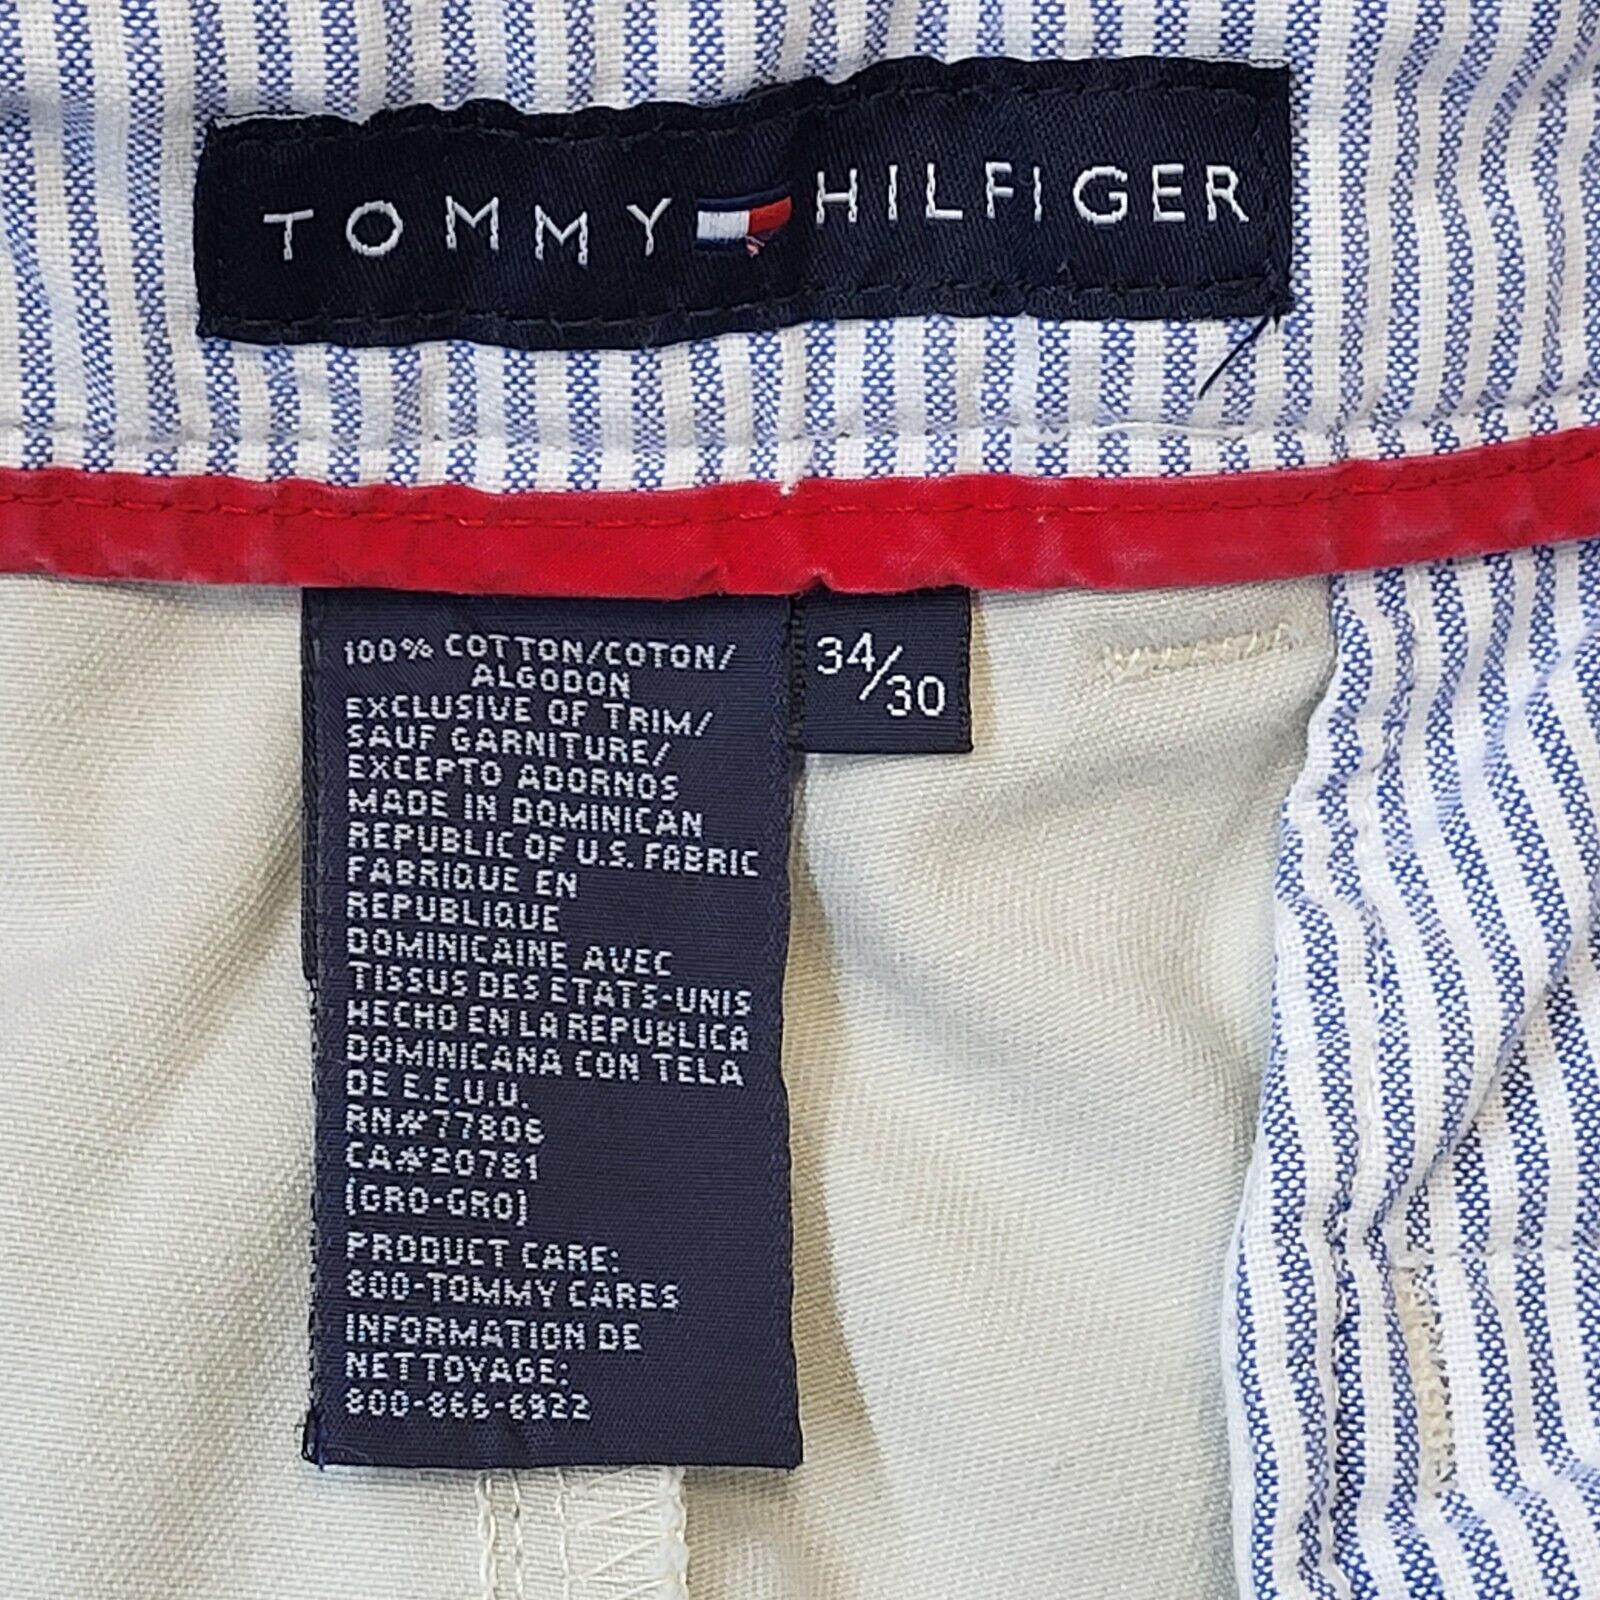 TOMMY HILFIGER
100% COTTON/COTON/
ALGODON
EXCLUSIVE OF TRIM/
SAUF GARNITURE/
EXCEPTO ADORNOS
MADE IN DOMINICAN
REPUBLIC OF U.S. FABRIC
FABRIQUE EN
REPUBLIQUE
DOMINICAINE AVEC
TISSUS DES ETATS-UNIS
HECHO EN LA REPUBLICA
DOMINICANA CON TELA
DE E.E.U.U.
RN#77806
CA#20781
(GRO-GRO)
PRODUCT CARE:
800-TOMMY CARES
INFORMATION DE
NETTOYAGE:
800-866-6922
34/30